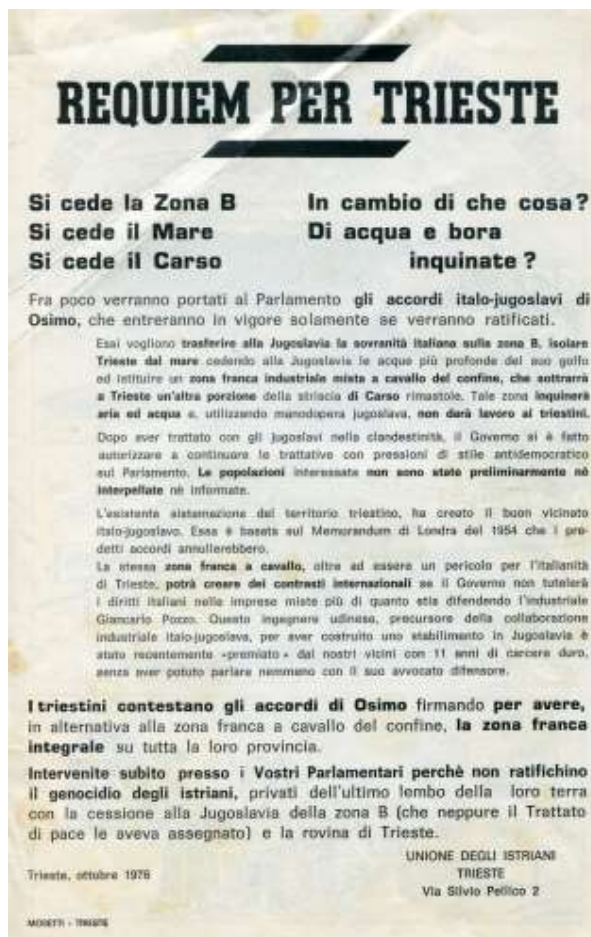 REQUIEM PER TRIESTE
Si cede la Zona B In cambio di che cosa?
Si cede il Mare Di acqua e bora
Si cede il Carso inquinate?
Fra poco verranno portati al Parlamento gli accordi italo-jugoslavi di
Osimo, che entreranno in vigore solamente se verranno ratificati.
Essi vogliono trasferire alla Jugoslavia la sovranità italiana sulla zona B, isolare
Trieste dal mare cedendo alla Jugoslavia le acque più profonde del suo golfo
ed istituire un zona franca industriale mista a cavallo del confine, che sottrarrà
a Trieste un'altra porzione della striscia di Carso rimastole. Tale zona inquinerà
aria ed acqua e, utilizzando manodopera jugoslava, non darà lavoro ai triestini.
Dopo aver trattato con gli jugoslavi nella clandestinità, il Governo si è fatto
autorizzare a continuare le trattative con pressioni di stile antidemocratico
sul Parlamento. Le popolazioni interessate non sono state preliminarmente nè
interpellate nè informate.
L'esistente sistemazione del territorio triestino, ha creato il buon vicinato
italo-jugoslavo. Essa è basata sul Memorandum di Londra del 1954 che i pre-
detti accordi annullerebbero.
La stessa zona franca a cavallo, oltre ad essere un pericolo per l'italianità
di Trieste, potrà creare dei contrasti internazionali se il Governo non tutelerà
i diritti italiani nelle imprese miste più di quanto stia difendendo l'industriale
Giancarlo Pozzo. Questo ingegnere udinese, precursore della collaborazione
industriale italo-jugoslava, per aver costruito uno stabilimento in Jugoslavia è
stato recentemente «premiato» dai nostri vicini con 11 anni di carcere duro,
senza aver potuto parlare nemmeno con il suo avvocato difensore.
I triestini contestano gli accordi di Osimo firmando per avere,
in alternativa alla zona franca a cavallo del confine, la zona franca
integrale su tutta la loro provincia.
Intervenite subito presso i Vostri Parlamentari perchè non ratifichino
il genocidio degli istriani, privati dell'ultimo lembo della loro terra
con la cessione alla Jugoslavia della zona B (che neppure il Trattato
di pace le aveva assegnato) e la rovina di Trieste.
UNIONE DEGLI ISTRIANI
Trieste, ottobre 1976 TRIESTE
Via Silvio Pellico 2
MOSETTI - TRIESTE